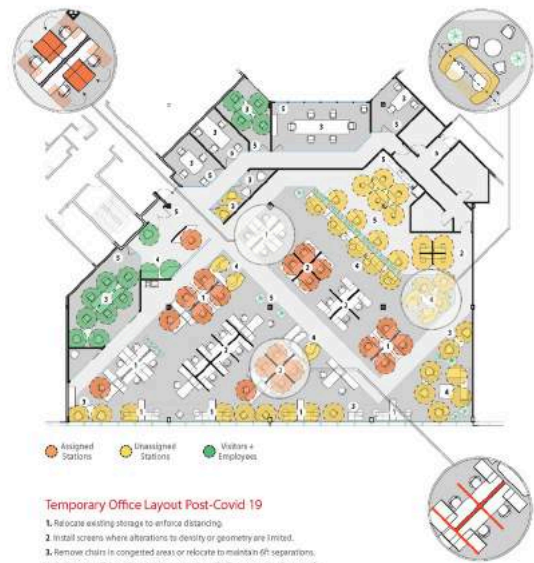 Assigned Stations
Unassigned Stations
Visitors + Employees
Temporary Office Layout Post-Covid 19
1. Relocate existing storage to enforce distancing.
2 Install screens where alterations to density or geometry are limited.
3. Remove chairs in congested areas or relocate to maintain 6ft separations.